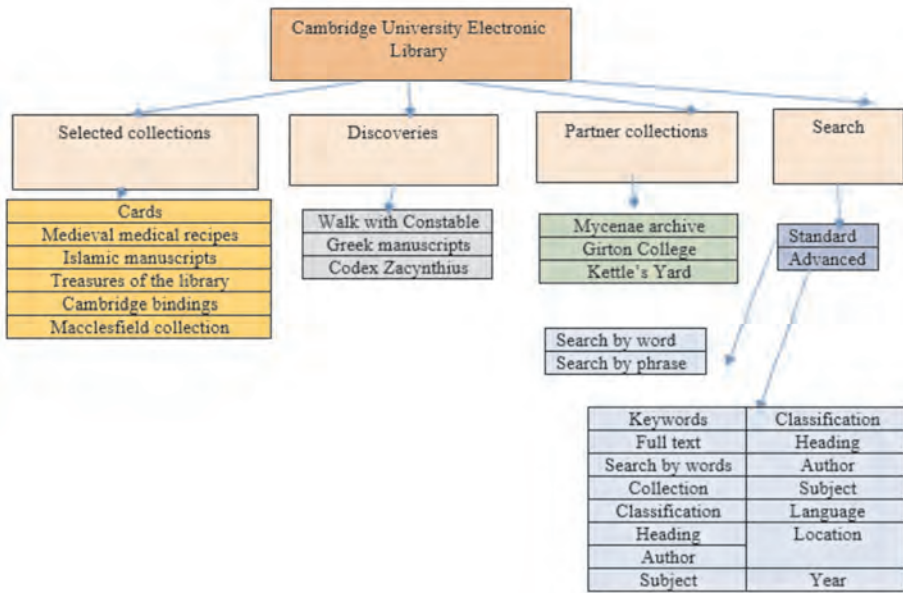 Cambridge University Electronic
Library
Selected collections
Discoveries
Partner collections
Search
Cards
Medieval medical recipes
Islamic manuscripts
Treasures of the library
Cambridge bindings
Macclesfield collection
Walk with Constable
Greek manuscripts
Codex Zacynthius
Mycenae archive
Girton College
Kettle's Yard
Standard
Advanced
Search by word
Search by phrase
Keywords Classification
Full text Heading
Search by words Author
Collection Subject
Classification Language
Heading Location
Author
Subject Year